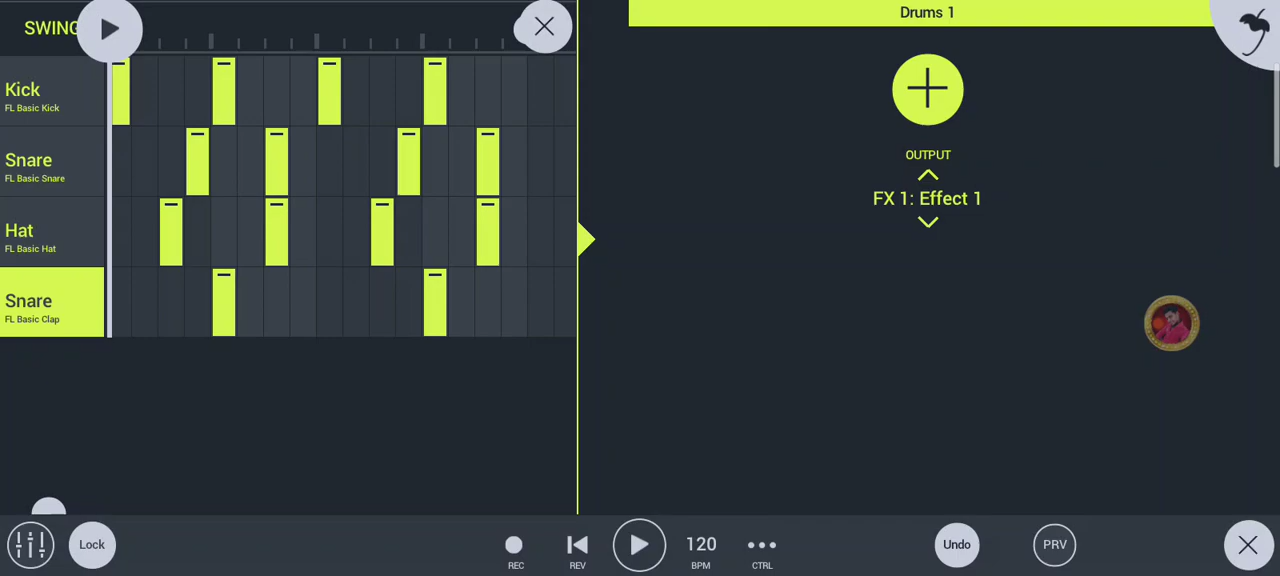 SWING
Drums 1
Kick
FL Basic Kick
Snare
FL Basic Snare
Hat
FL Basic Hat
Snare
FL Basic Clap
OUTPUT
FX 1: Effect 1
Lock
REC
REV
120
BPM
CTRL
Undo
PRV